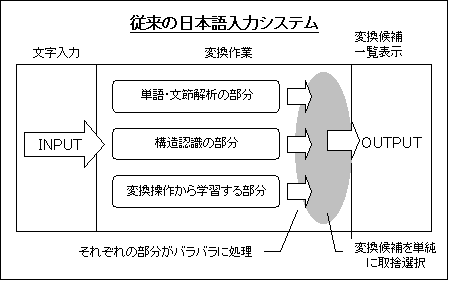 従来の日本語入力システム
文字入力
変換作業
変換候補
一覧表示
単語・文節解析の部分
INPUT
構造認識の部分
OUTPUT
変換操作から学習する部分
それぞれの部分がバラバラに処理
変換候補を単純
に取捨選択